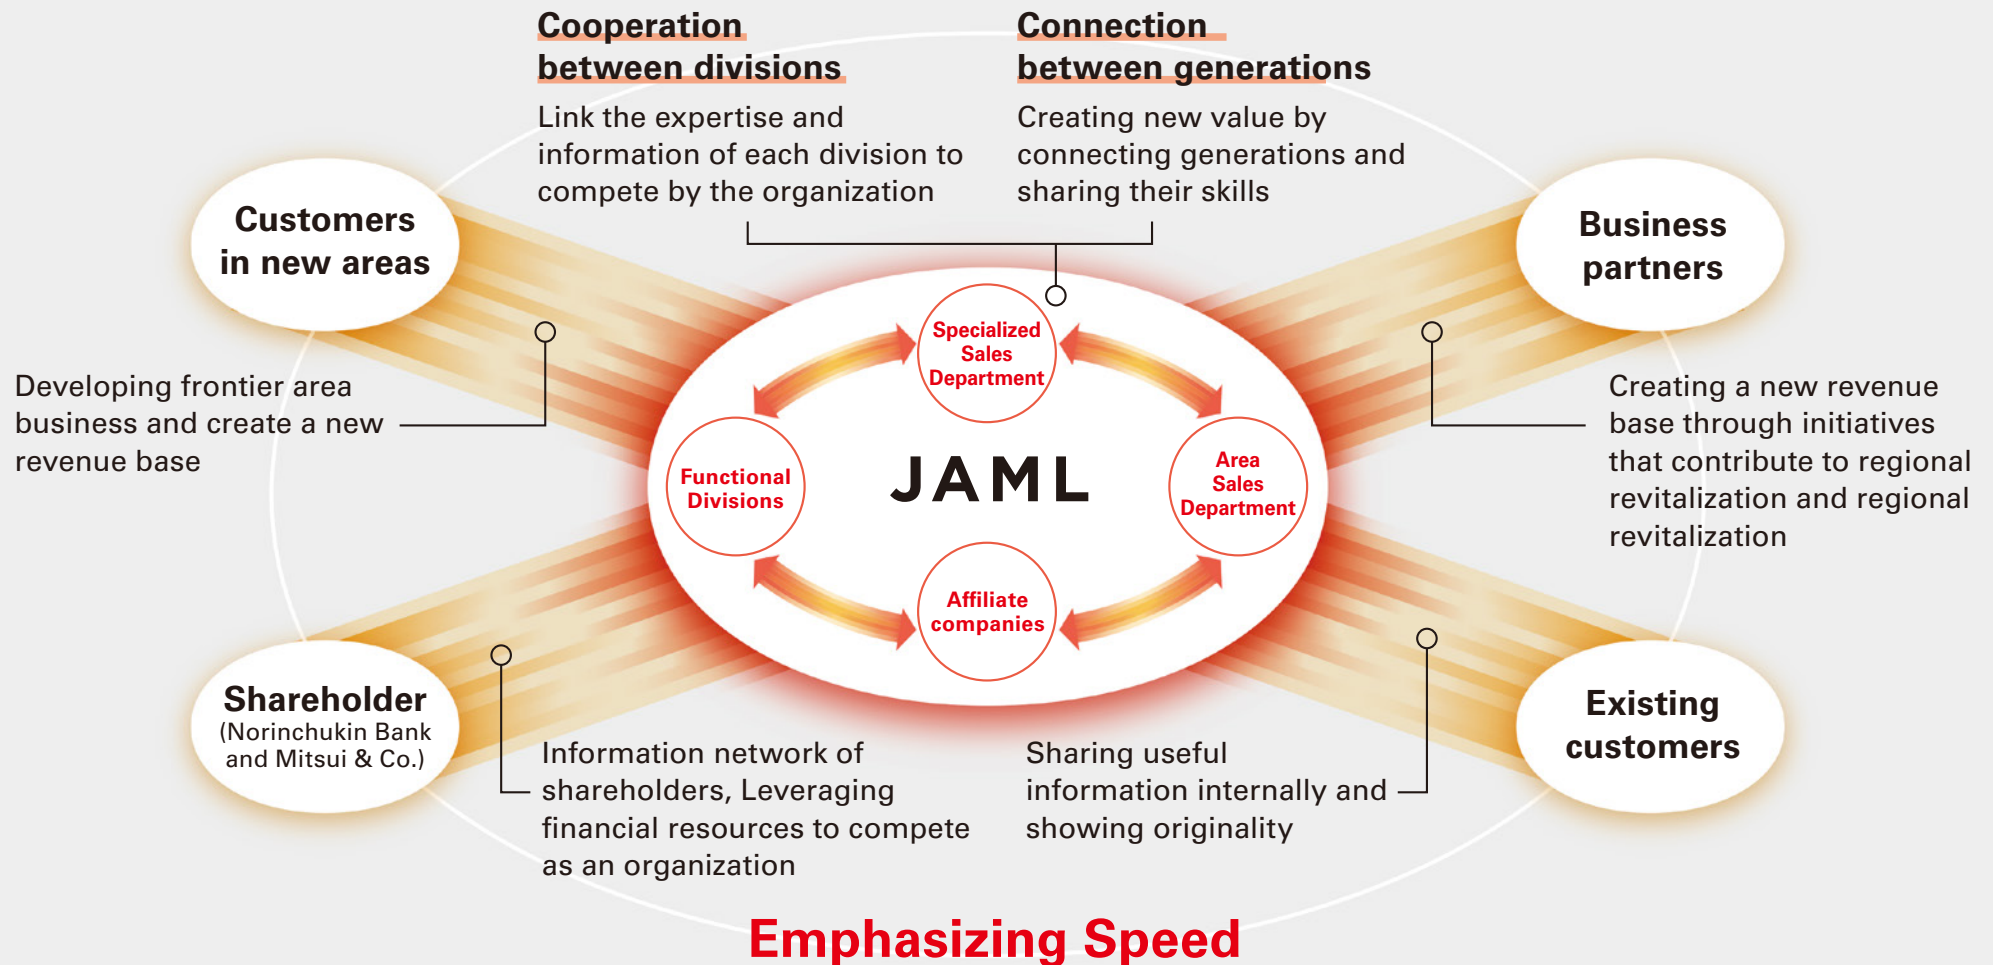 Cooperation
between divisions
Link the expertise and
information of each division to
compete by the organization
Connection
between generations
Creating new value by
connecting generations and
sharing their skills
Customers
in new areas
Business
partners
Developing frontier area
business and create a new
revenue base
Creating a new revenue
base through initiatives
that contribute to regional
revitalization and regional
revitalization
Specialized
Sales
Department
Functional
Divisions
JAML
Area
Sales
Department
Affiliate
companies
Shareholder
(Norinchukin Bank
and Mitsui & Co.)
Information network of
shareholders, Leveraging
financial resources to compete
as an organization
Sharing useful
information internally and
showing originality
Existing
customers
Emphasizing Speed